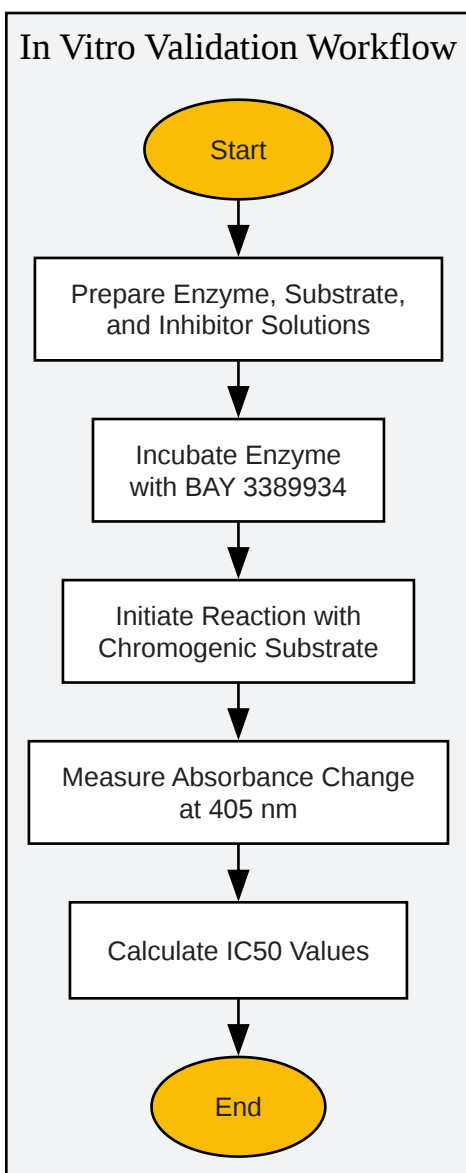 In Vitro Validation Workflow
Start
Prepare Enzyme, Substrate,
and Inhibitor Solutions
Incubate Enzyme
with BAY 3389934
Initiate Reaction with
Chromogenic Substrate
Measure Absorbance Change
at 405 nm
Calculate IC50 Values
End